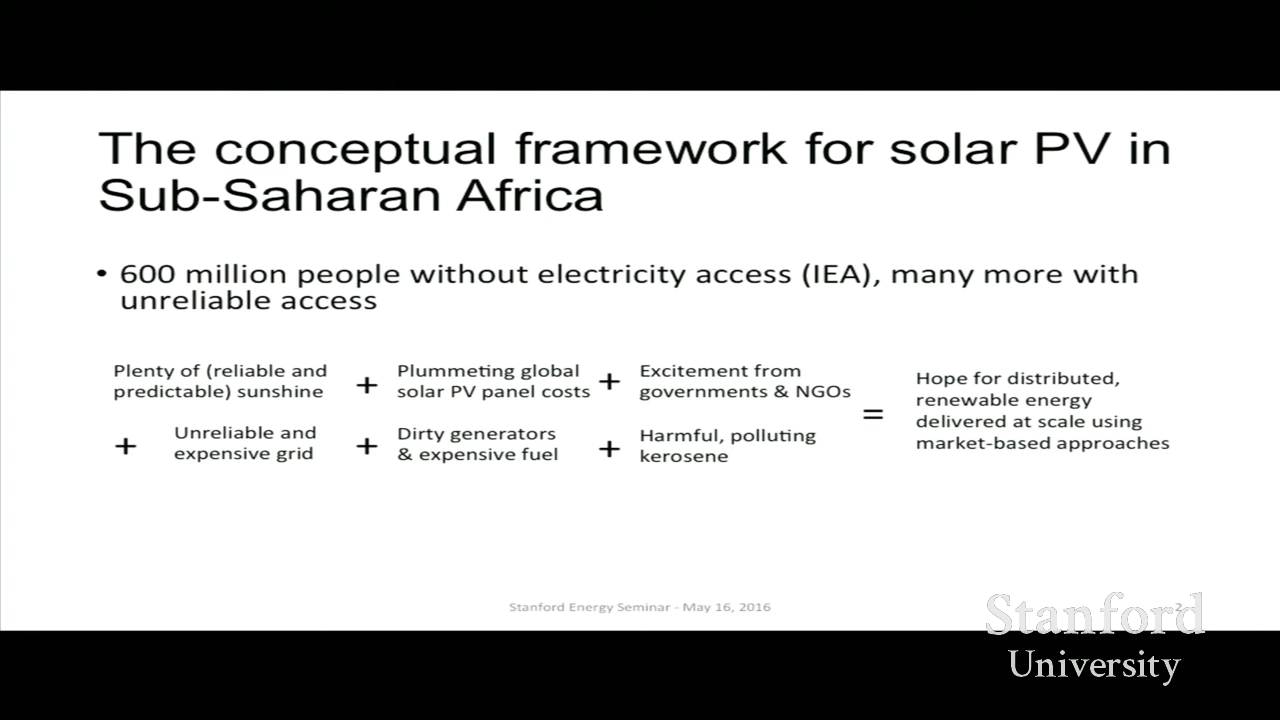 The conceptual framework for solar PV in
Sub-Saharan Africa
• 600 million people without electricity access (IEA), many more with
unreliable access
Plenty of (reliable and
predictable) sunshine
+
Plummeting global
solar PV panel costs
+
Excitement from
governments & NGOs
+
Unreliable and
expensive grid
+
Dirty generators
& expensive fuel
+
Harmful, polluting
kerosene
=
Hope for distributed,
renewable energy
delivered at scale using
market-based approaches
Stanford Energy Seminar - May 16, 2016
2
Stanford
University